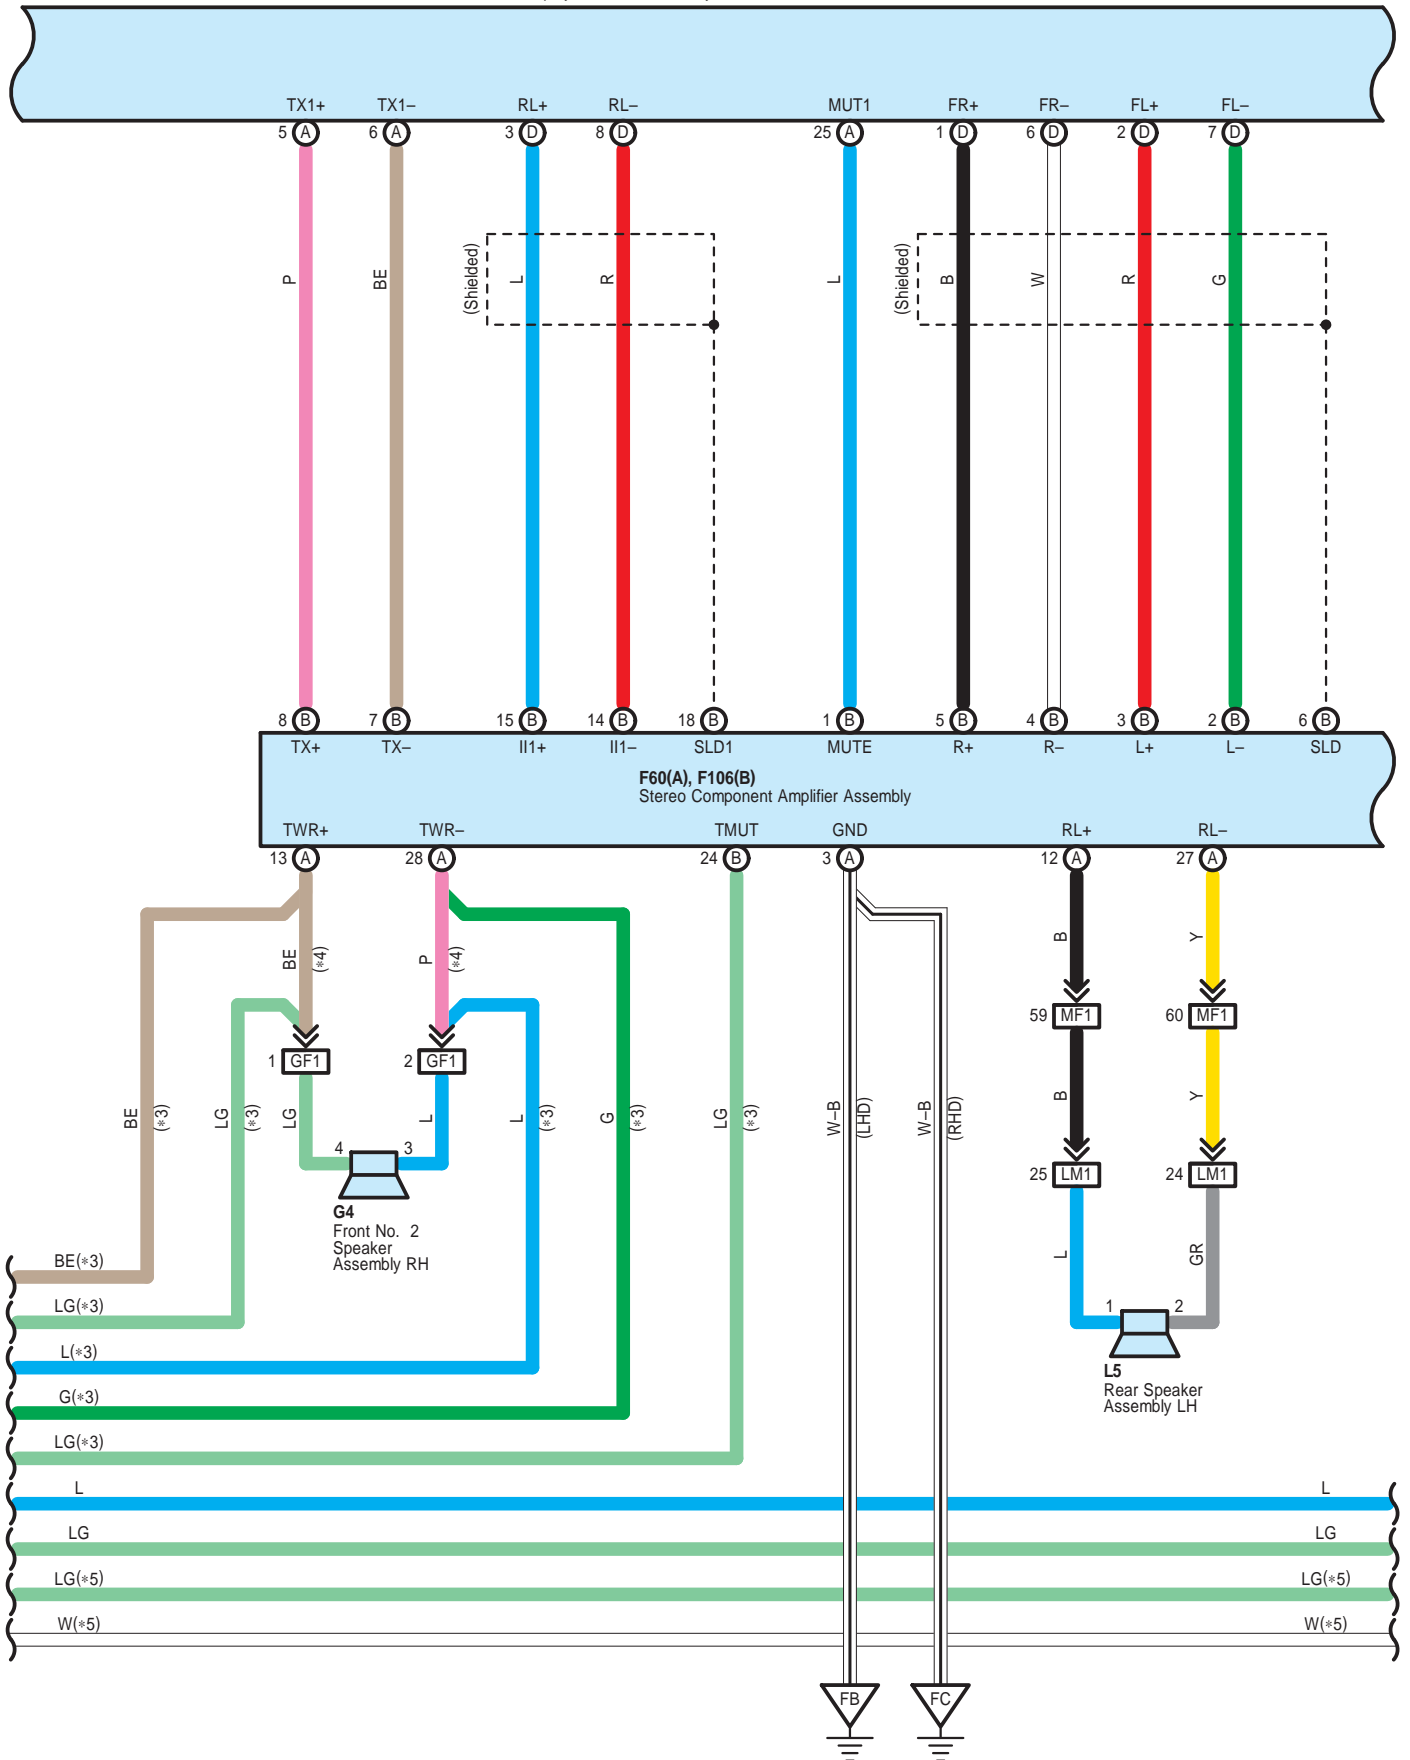 TX1+ TX1– RL+ RL– MUT1 FR+ FR– FL+ FL–
5 A 6 A 3 D 8 D 25 A 1 D 6 D 2 D 7 D
P BE (Shielded) L R L (Shielded) B W R G
8 B 7 B 15 B 14 B 18 B 1 B 5 B 4 B 3 B 2 B 6 B
TX+ TX– II1+ II1– SLD1 MUTE R+ R– L+ L– SLD
F60(A), F106(B)
Stereo Component Amplifier Assembly
TWR+ TWR– TMUT GND RL+ RL–
13 A 28 A 24 B 3 A 12 A 27 A
BE (*4) P (*4) B Y
59 MF1 60 MF1
1 GF1 2 GF1
BE (*3) LG (*3) LG L L (*3) G (*3) LG (*3) W–B (LHD) W–B (RHD) B Y
4 3
25 LM1 24 LM1
G4
Front No. 2
Speaker
Assembly RH
L GR
BE(*3)
LG(*3)
1 2
L(*3)
L5
Rear Speaker
Assembly LH
G(*3)
LG(*3)
L L
LG LG
LG(*5) LG(*5)
W(*5) W(*5)
FB FC